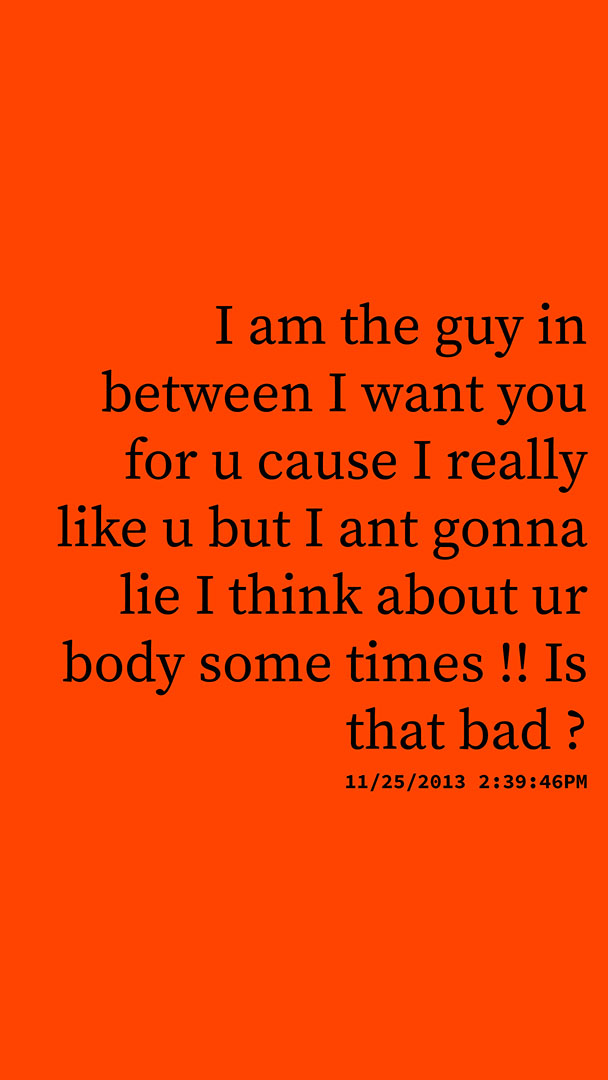 I am the guy in
between I want you
for u cause I really
like u but I ant gonna
lie I think about ur
body some times !! Is
that bad ?
11/25/2013 2:39:46PM